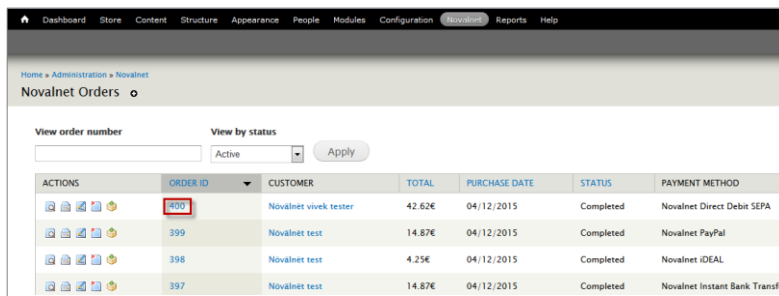 Dashboard Store Content Structure Appearance People Modules Configuration Novalnet Reports Help
Home » Administration » Novalnet
Novalnet Orders
View order number View by status
Active Apply
ACTIONS ORDER ID CUSTOMER TOTAL PURCHASE DATE STATUS PAYMENT METHOD
400 Növälnët vivek tester 42.62€ 04/12/2015 Completed Novalnet Direct Debit SEPA
399 Növälnët test 14.87€ 04/12/2015 Completed Novalnet PayPal
398 Növälnët test 4.25€ 04/12/2015 Completed Novalnet iDEAL
397 Növälnët test 14.87€ 04/12/2015 Completed Novalnet Instant Bank